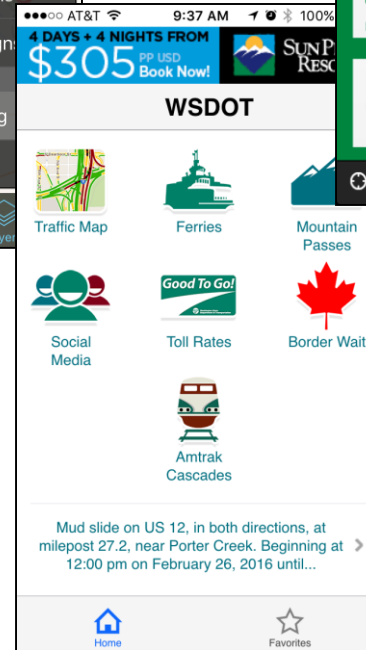 AT&T 9:37 AM 100%
4 DAYS + 4 NIGHTS FROM
$305 PP USD
Book Now!
SUN P
RESO
WSDOT
Traffic Map
Ferries
Mountain
Passes
Good To Go!
Social
Media
Toll Rates
Border Wait
Amtrak
Cascades
Mud slide on US 12, in both directions, at
milepost 27.2, near Porter Creek. Beginning at
12:00 pm on February 26, 2016 until...
Home
Favorites